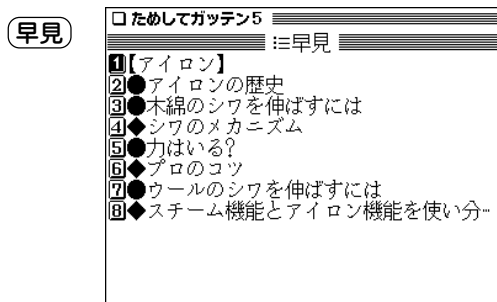 早見
ためしてガッテン5
早見
1【アイロン】
2●アイロンの歴史
3●木綿のシワを伸ばすには
4◆シワのメカニズム
5●力はいる?
6◆プロのコツ
7●ウールのシワを伸ばすには
8◆スチーム機能とアイロン機能を使い分…